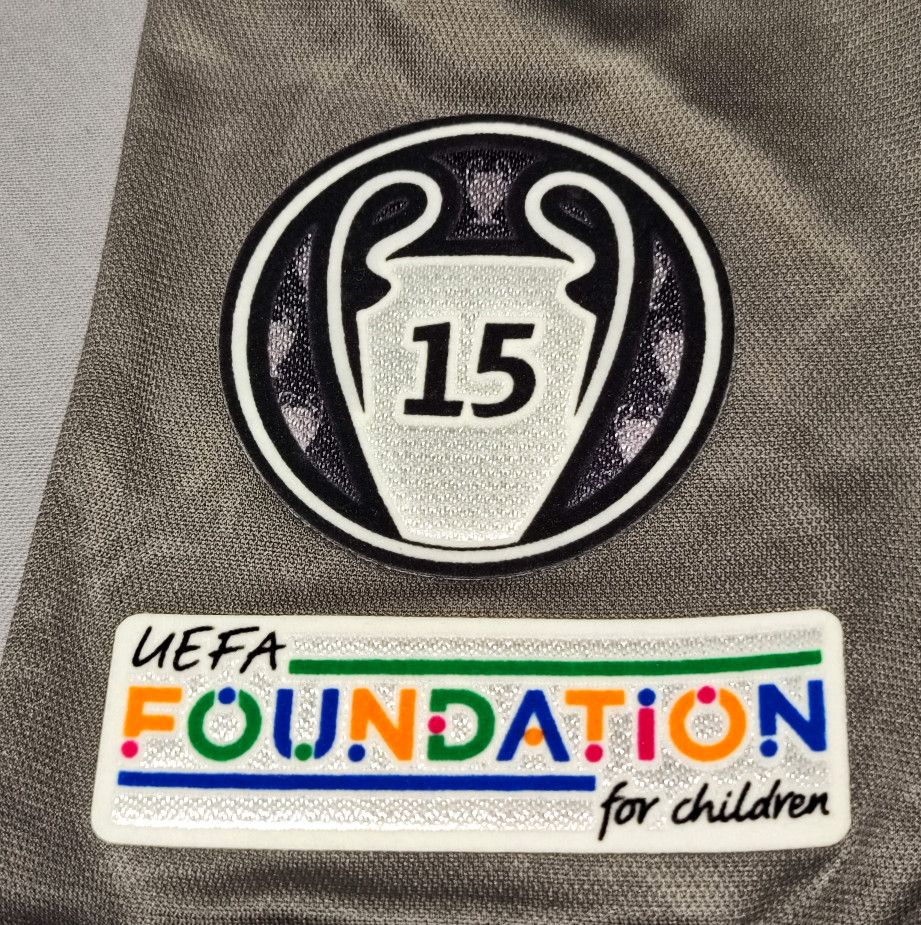 15
UEFA
FOUNDATION
for children